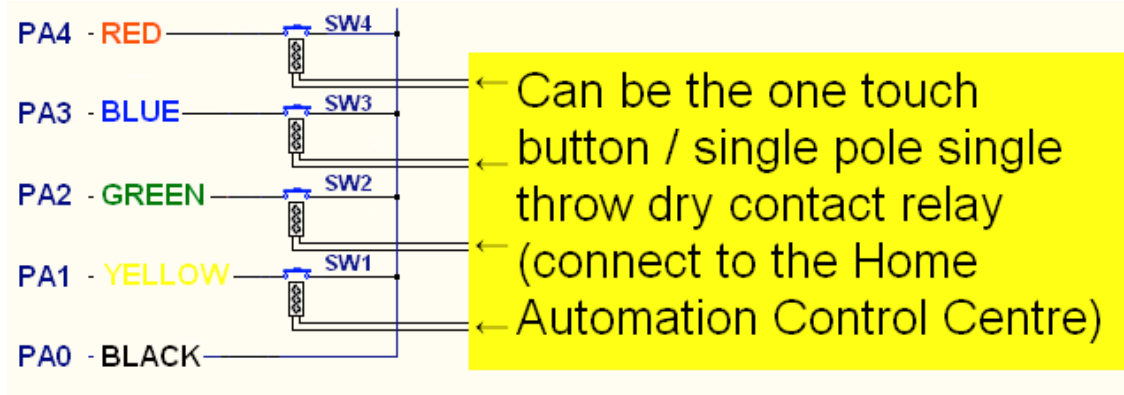 PA4 - RED SW4
PA3 - BLUE SW3
PA2 - GREEN SW2
PA1 - YELLOW SW1
PA0 - BLACK
← Can be the one touch
← button / single pole single
throw dry contact relay
← (connect to the Home
← Automation Control Centre)